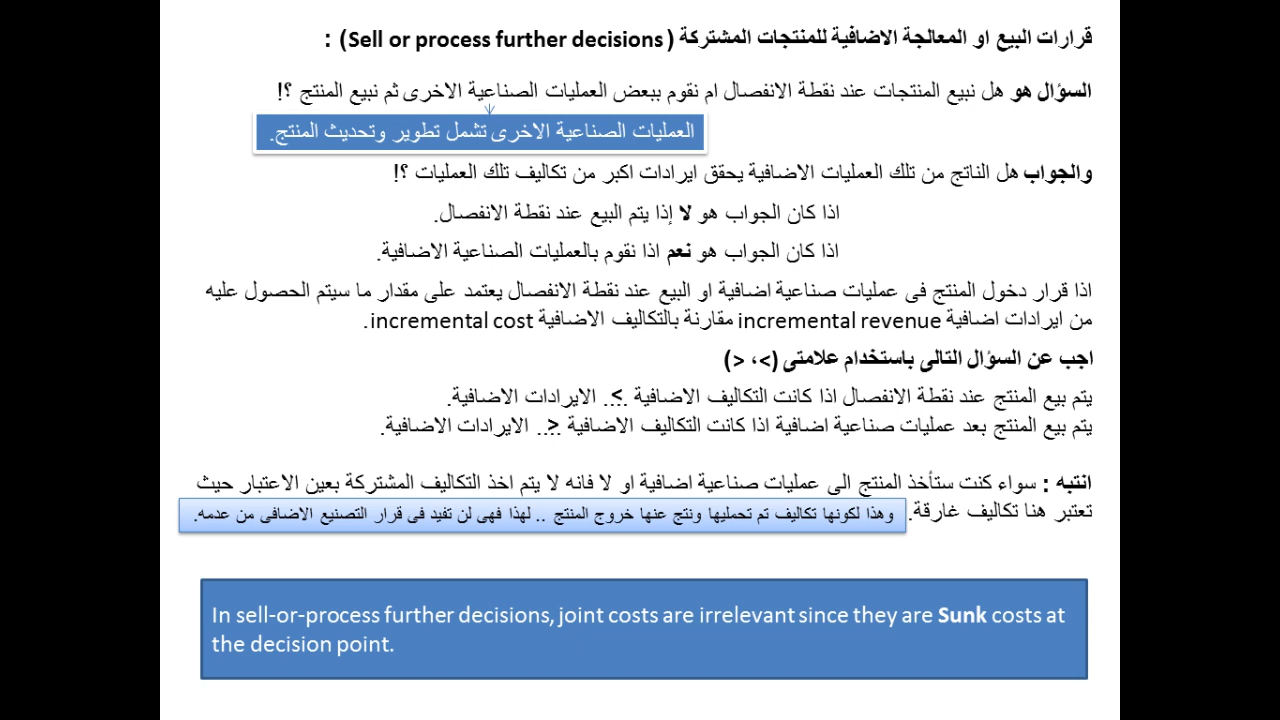 قرارات البيع او المعالجة الاضافية للمنتجات المشتركة (Sell or process further decisions) :
السؤال هو هل نبيع المنتجات عند نقطة الانفصال ام نقوم ببعض العمليات الصناعية الاخرى ثم نبيع المنتج ؟!
العمليات الصناعية الاخرى تشمل تطوير وتحديث المنتج.
والجواب هل الناتج من تلك العمليات الاضافية يحقق ايرادات اكبر من تكاليف تلك العمليات ؟!
اذا كان الجواب هو لا إذا يتم البيع عند نقطة الانفصال.
اذا كان الجواب هو نعم اذا نقوم بالعمليات الصناعية الاضافية.
اذا قرار دخول المنتج فى عمليات صناعية اضافية او البيع عند نقطة الانفصال يعتمد على مقدار ما سيتم الحصول عليه
من ايرادات اضافية incremental revenue مقارنة بالتكاليف الاضافية incremental cost.
اجب عن السؤال التالى باستخدام علامتى (>، <)
يتم بيع المنتج عند نقطة الانفصال اذا كانت التكاليف الاضافية .>.. الايرادات الاضافية.
يتم بيع المنتج بعد عمليات صناعية اضافية اذا كانت التكاليف الاضافية .<.. الايرادات الاضافية.
انتبه : سواء كنت ستأخذ المنتج الى عمليات صناعية اضافية او لا فانه لا يتم اخذ التكاليف المشتركة بعين الاعتبار حيث
تعتبر هنا تكاليف غارقة.
وهذا لكونها تكاليف تم تحمليها ونتج عنها خروج المنتج .. لهذا فهى لن تفيد فى قرار التصنيع الاضافى من عدمه.
In sell-or-process further decisions, joint costs are irrelevant since they are Sunk costs at
the decision point.